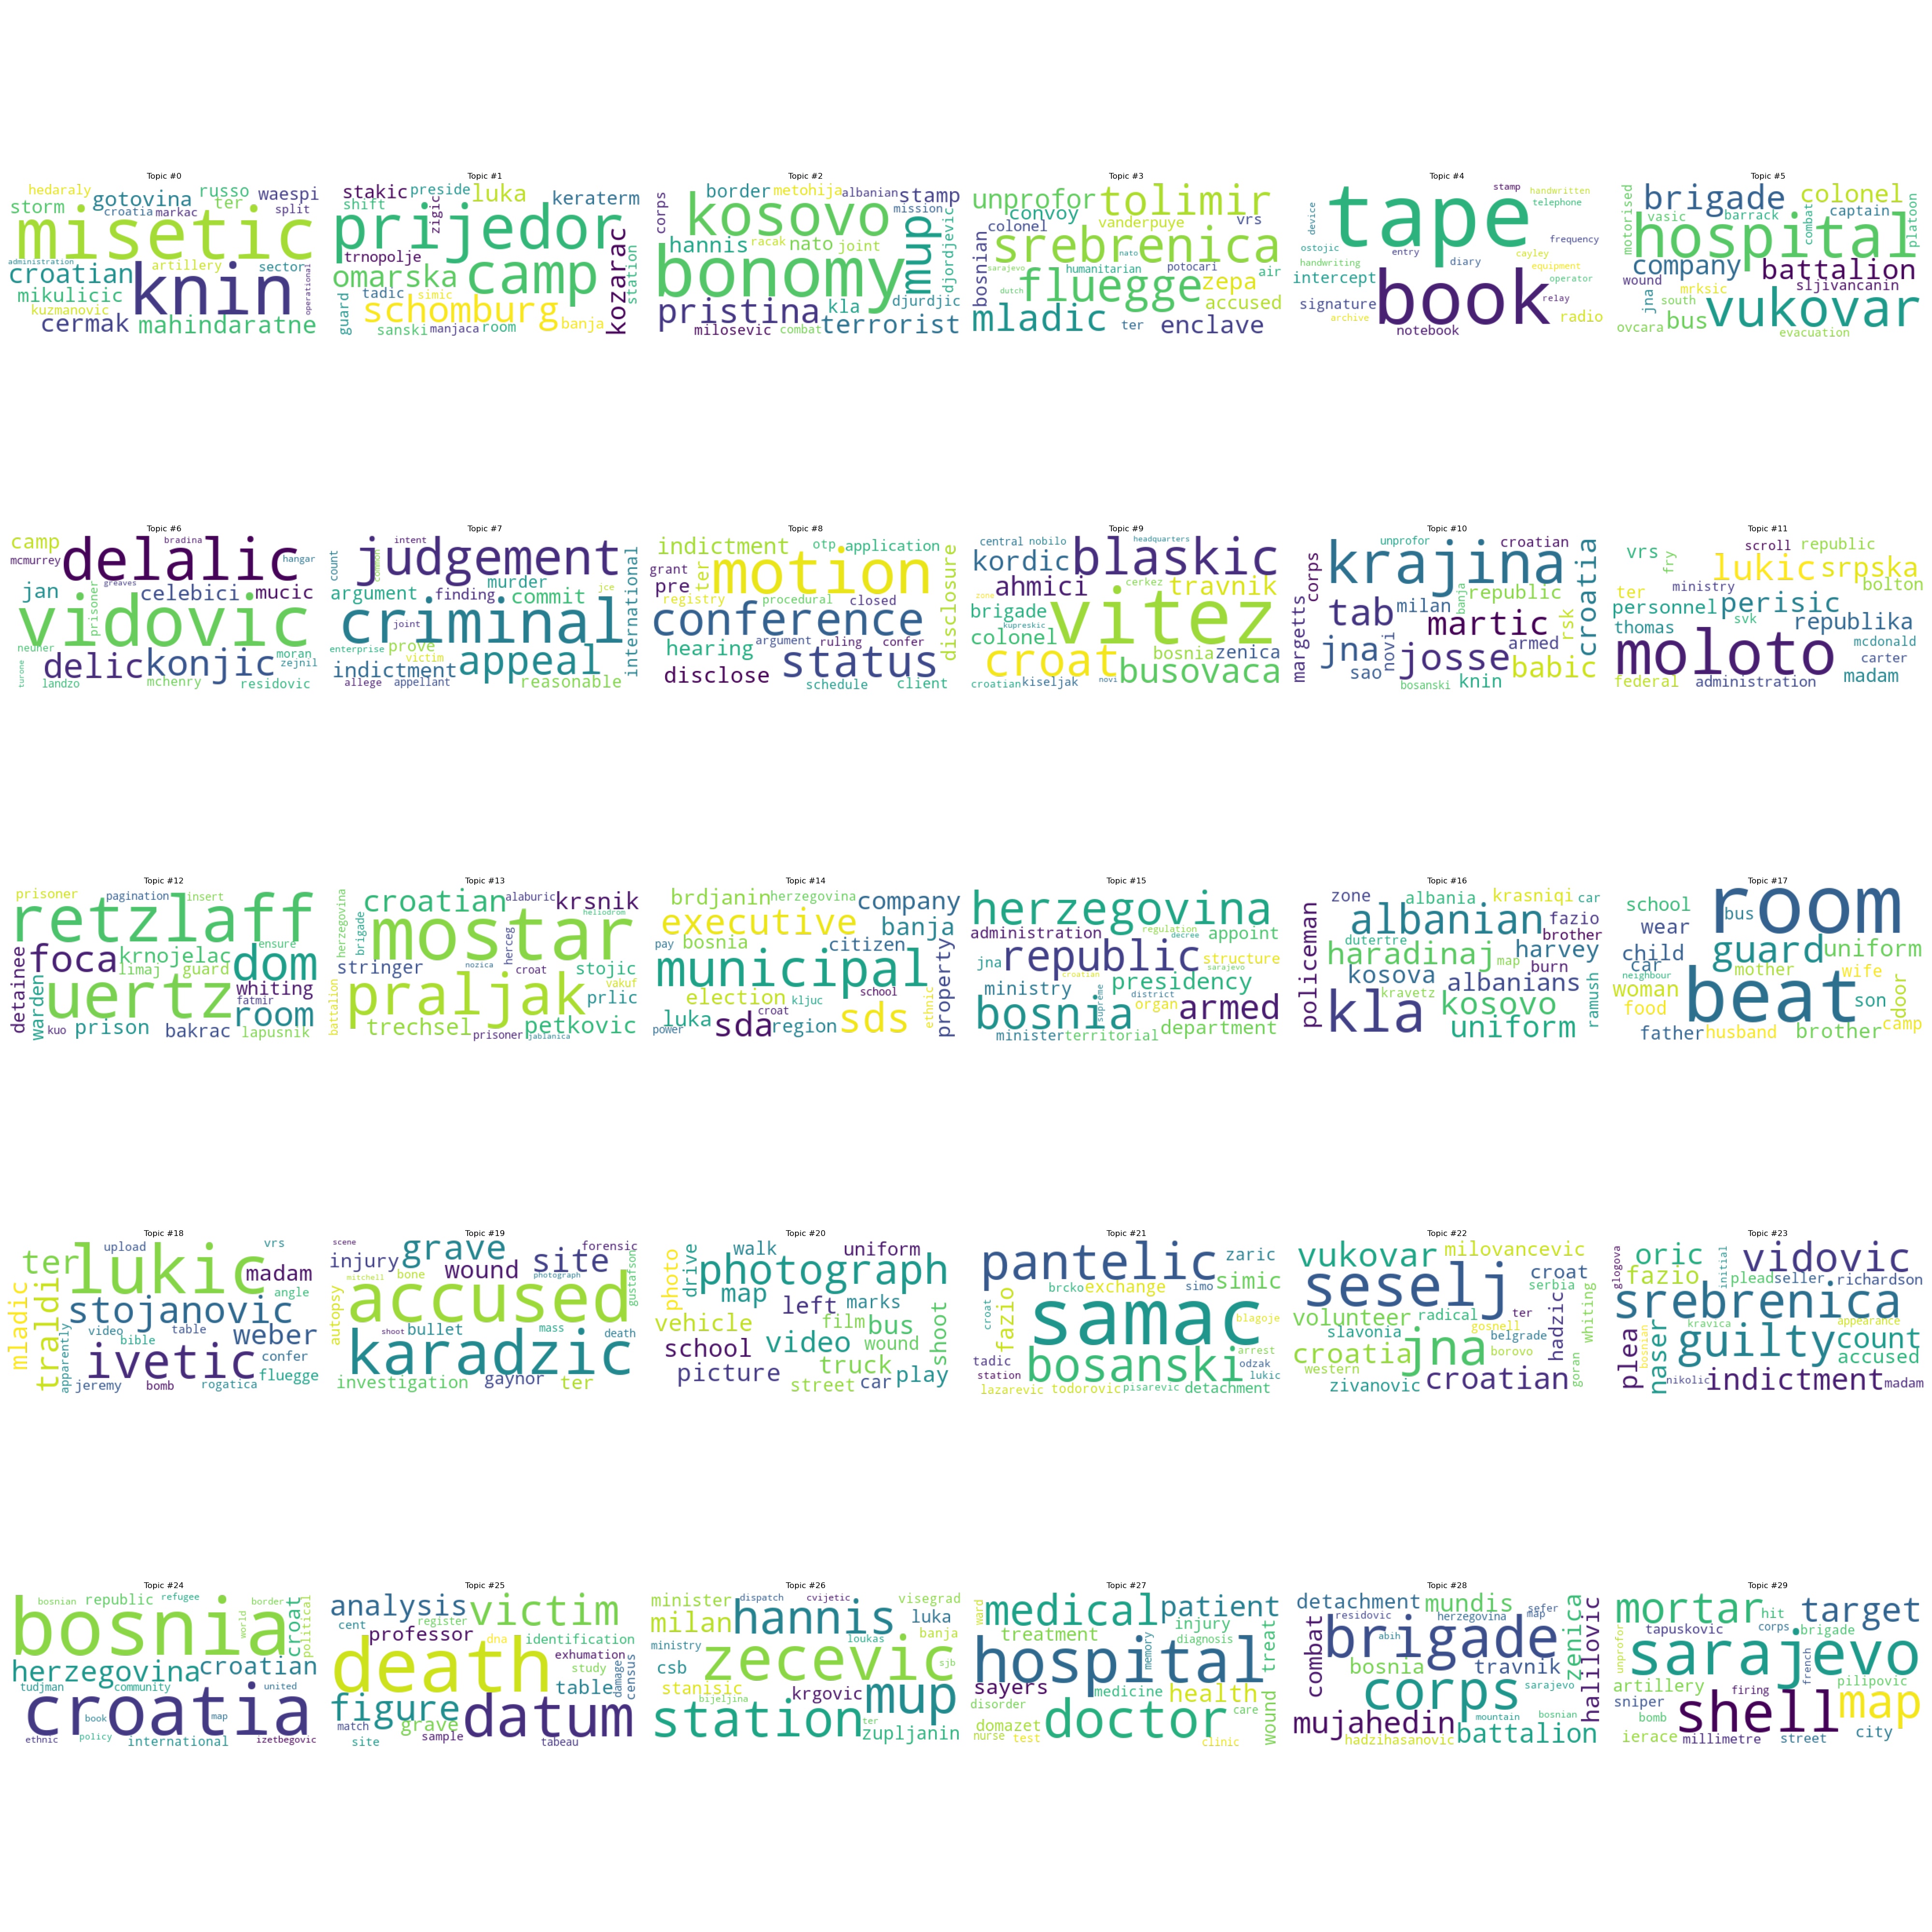 Topic #0
hedaraly gotovina russo waespi
storm croatia markac ter split
misetic
administration artillery sector
croatian knin operational
mikulicic
kuzmanovic
cermak mahindaratne
Topic #1
stakic preside luka keraterm
shift zigic
prijedor
trnopolje
omarska camp kozarac station
tadic simic
guard schomburg
sanski manjaca room banja
Topic #2
corps border metohija albanian stamp
kosovo mission
hannis racak nato joint mup djordjevic
bonomy
pristina kla djurdjic
milosevic combat terrorist
Topic #3
unprofor tolimir
convoy vanderpuye vrs
colonel
bosnian srebrenica
sarajevo nato
humanitarian potocari air
dutch fluegge zepa
accused
mladic ter enclave
Topic #4
stamp handwritten
device tape telephone
ostojic frequency
handwriting entry diary cayley
intercept equipment
book operator
signature relay
archive radio
notebook
Topic #5
motorised brigade colonel
vasic barrack combat captain platoon
hospital
company battalion
wound sljivancanin
jna south mrksic
bus vukovar
ovcara evacuation
Topic #6
camp bradina hangar
mcmurrey delalic
greaves
jan prisoner celebici mucic
vidovic
neuner moran
turone delic konjic zejnil
landzo mchenry residovic
Topic #7
count common intent
judgement international
murder jce
argument finding commit
criminal
joint
enterprise prove
victim appeal
indictment
allege appellant reasonable
Topic #8
indictment otp application
grant motion disclosure
pre ter
registry procedural closed
conference
argument ruling confer
hearing status
disclose
schedule client
Topic #9
central nobilo headquarters
kordic blaskic
ahmici cerkez travnik
zone
brigade vitez
kupreskic
colonel bosnia zenica
croat busovaca
croatian kiseljak novi
Topic #10
unprofor croatian
corps krajina croatia
margetts tab milan banja republic
martic rsk
jna novi armed
sao josse babic
bosanski knin
Topic #11
vrs fry scroll republic
lukic srpska
ter ministry bolton
personnel perisic
thomas svk republika
mcdonald
moloto carter
federal administration madam
Topic #12
prisoner pagination insert
retzlaff
detainee foca krnojelac ensure
limaj guard dom
warden uertz whiting
fatmir room
kuo prison bakrac lapusnik
Topic #13
herzegovina croatian alaburic krsnik
brigade mostar heliodrom
stringer nozica herceg croat stojic
battalion praljak vakuf
prlic
trechsel petkovic
prisoner jablanica
Topic #14
brdjanin herzegovina company
executive banja
pay bosnia citizen
municipal property
election kljuc school
luka sda croat sds ethnic
power region
Topic #15
herzegovina
administration regulation appoint
decree
jna republic structure
croatian sarajevo
ministry presidency
supreme district organ
bosnia armed
department
minister territorial
Topic #16
zone albania krasniqi car
albanian fazio
policeman dutertre brother
haradinaj map harvey
kosova burn
kravetz albanians ramush
kla kosovo
uniform
Topic #17
school room
wear bus
child guard uniform
car mother wife
neighbour
woman beat son door
food
father husband brother camp
Topic #18
upload vrs
ter lukic madam
mladic traldi angle
stojanovic
video table weber
bible
apparently ivetic confer
fluegge
jeremy bomb rogatica
Topic #19
scene grave forensic
injury site
wound
mitchell bone photograph gustafson
autopsy accused
shoot bullet mass death
karadzic
investigation gaynor ter
Topic #20
photo drive walk uniform
photograph
map left marks
vehicle film bus shoot
school video wound
picture truck play
street car
Topic #21
pantelic zaric
brcko exchange simo simic
croat fazio samac blagoje
arrest
tadic bosanski odzak
station lukic
lazarevic todorovic pisarevic detachment
Topic #22
vukovar milovancevic
seselj croat
serbia
volunteer radical ter hadzic whiting
gosnell
slavonia belgrade
croatia jna borovo
western goran
zivanovic croatian
Topic #23
glogova oric initial vidovic
fazio plead seller richardson
srebrenica
kravica appearance
plea bosnian naser guilty count
accused
nikolic indictment madam
Topic #24
bosnian republic refugee border
bosnia world croat political
herzegovina croatian
tudjman community united
croatia
book map
ethnic policy international izetbegovic
Topic #25
analysis victim
cent register
professor dna identification
exhumation
death study damage census
table
figure datum
match grave
site sample tabeau
Topic #26
minister dispatch cvijetic visegrad
milan hannis luka
ministry loukas banja
csb zecevic sjb
stanisic krgovic mup
bijeljina
station ter
zupljanin
Topic #27
ward medical patient
treatment injury
memory diagnosis treat
hospital
sayers medicine health
disorder care
domazet doctor wound
nurse test clinic
Topic #28
detachment mundis sefer
residovic herzegovina map zenica
combat abih brigade
bosnia travnik halilovic
corps sarajevo
mujahedin mountain bosnian
hadzihasanovic battalion
Topic #29
mortar hit target
tapuskovic corps brigade
unprofor sarajevo
french pilipovic
artillery firing
sniper shell map
bomb
ierace millimetre street city